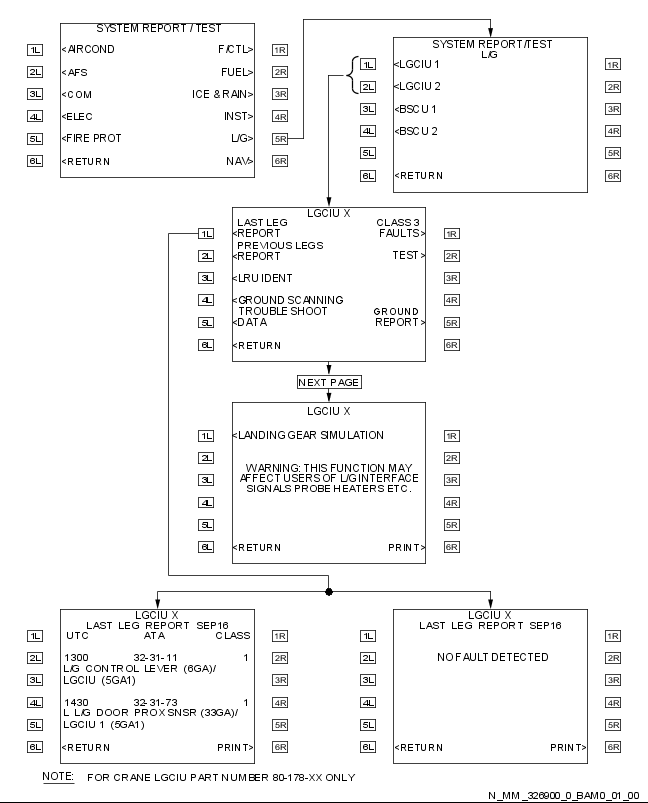 SYSTEM REPORT / TEST
1L <AIRCOND F/CTL> 1R
2L <AFS FUEL> 2R
3L <COM ICE & RAIN> 3R
4L <ELEC INST> 4R
5L <FIRE PROT L/G> 5R
6L <RETURN NAV> 6R
SYSTEM REPORT/TEST
L/G
1L <LGCIU 1 1R
2L <LGCIU 2 2R
3L <BSCU 1 3R
4L <BSCU 2 4R
5L 5R
6L <RETURN 6R
LGCIU X
LAST LEG CLASS 3
1L <REPORT FAULTS> 1R
PREVIOUS LEGS
2L <REPORT TEST> 2R
3L <LRU IDENT 3R
4L <GROUND SCANNING 4R
TROUBLE SHOOT GROUND
5L <DATA REPORT> 5R
6L <RETURN 6R
NEXT PAGE
LGCIU X
1L <LANDING GEAR SIMULATION 1R
2L 2R
WARNING: THIS FUNCTION MAY
3L AFFECT USERS OF L/G INTERFACE 3R
SIGNALS PROBE HEATERS ETC.
4L 4R
5L 5R
6L <RETURN PRINT> 6R
LGCIU X
LAST LEG REPORT SEP16
1L UTC ATA CLASS 1R
2L 1300 32-31-11 1 2R
L/G CONTROL LEVER (6GA)/
3L LGCIU (5GA1) 3R
4L 1430 32-31-73 1 4R
L L/G DOOR PROX SNSR (33GA)/
5L LGCIU 1 (5GA1) 5R
6L <RETURN PRINT> 6R
LGCIU X
LAST LEG REPORT SEP16
1L 1R
2L NO FAULT DETECTED 2R
3L 3R
4L 4R
5L 5R
6L <RETURN PRINT> 6R
NOTE: FOR CRANE LGCIU PART NUMBER 80-178-XX ONLY
N_MM_326900_0_BAM0_01_00